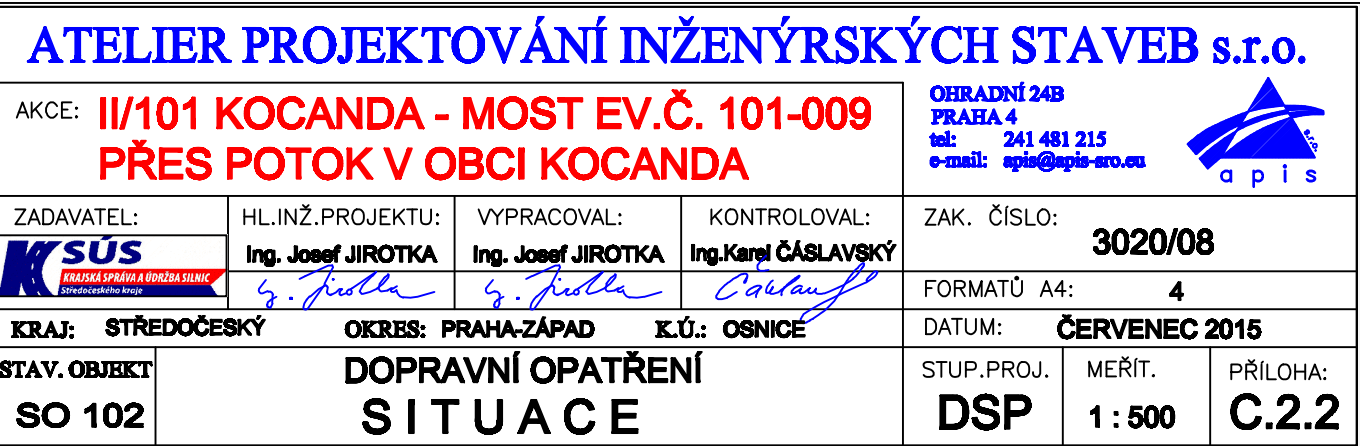 ATELIER PROJEKTOVÁNÍ INŽENÝRSKÝCH STAVEB s.r.o.
AKCE: II/101 KOCANDA - MOST EV.Č. 101-009
PŘES POTOK V OBCI KOCANDA
OHRADNÍ 24B
PRAHA 4
tel: 241 481 215
e-mail: apis@apis-sro.eu
s.r.o.
apis
ZADAVATEL:
KSÚS
KRAJSKÁ SPRÁVA A ÚDRŽBA SILNIC
Středočeského kraje
HL.INŽ.PROJEKTU:
Ing. Josef JIROTKA
VYPRACOVAL:
Ing. Josef JIROTKA
KONTROLOVAL:
Ing.Karel ČÁSLAVSKÝ
ZAK. ČÍSLO:
3020/08
FORMATŮ A4: 4
KRAJ: STŘEDOČESKÝ OKRES: PRAHA-ZÁPAD K.Ú.: OSNICE
DATUM: ČERVENEC 2015
STAV. OBJEKT
SO 102
DOPRAVNÍ OPATŘENÍ
SITUACE
STUP.PROJ.
DSP
MEŘÍT.
1 : 500
PŘÍLOHA:
C.2.2